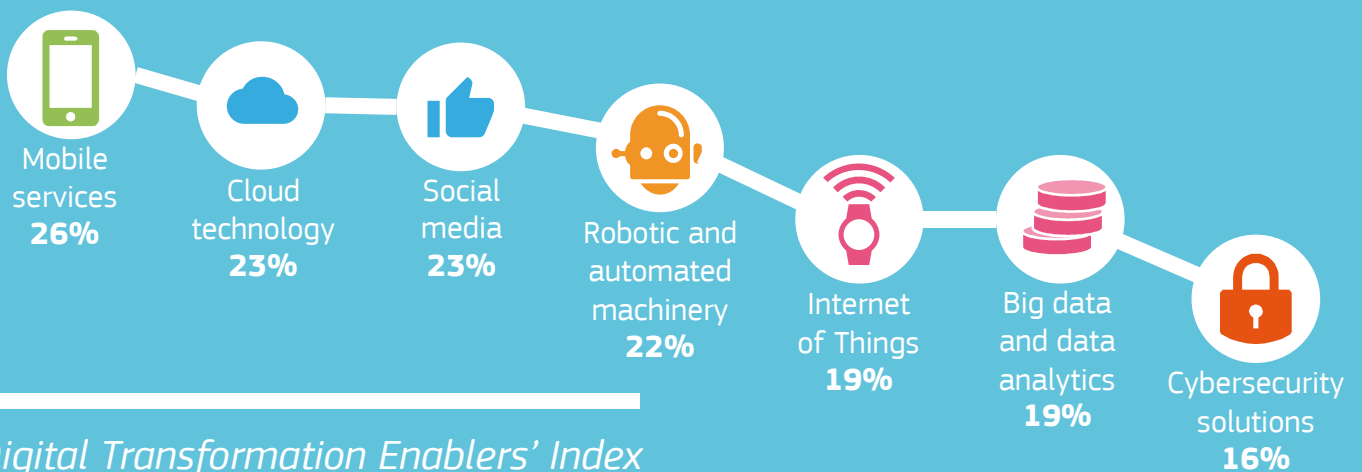 Mobile
services
26%
Cloud
technology
23%
Social
media
23%
Robotic and
automated
machinery
22%
Internet
of Things
19%
Big data
and data
analytics
19%
Cybersecurity
solutions
16%
igital Transformation Enablers’ Index